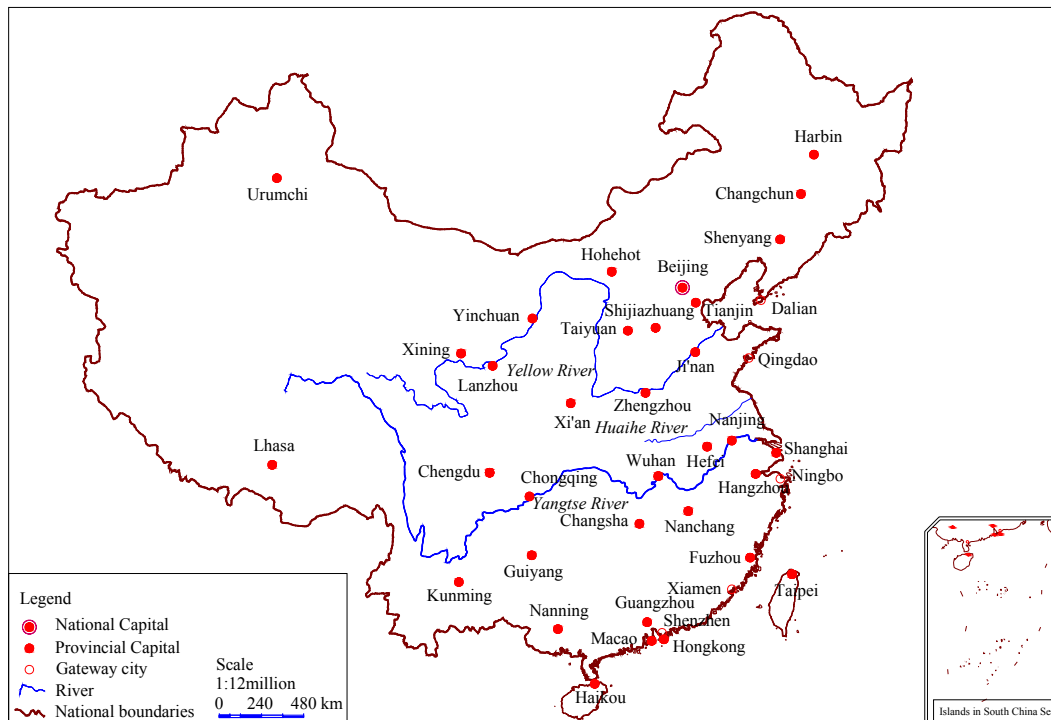 Harbin
Urumchi
Changchun
Shenyang
Hohehot
Beijing
Dalian
Tianjin
Shijiazhuang
Yinchuan
Taiyuan
Xining
Ji'nan
Qingdao
Lanzhou
Yellow River
Zhengzhou
Xi'an
Huaihe River
Nanjing
Lhasa
Shanghai
Wuhan
Hefei
Chengdu
Chongqing
Hangzhou
Ningbo
Yangtse River
Changsha
Nanchang
Fuzhou
Guiyang
Kunming
Xiamen
Taipei
Guangzhou
Nanning
Shenzhen
Macao
Hongkong
Haikou
Legend
National Capital
Provincial Capital
Gateway city
River
National boundaries
Scale
1:12million
0 240 480 km
Islands in South China Se